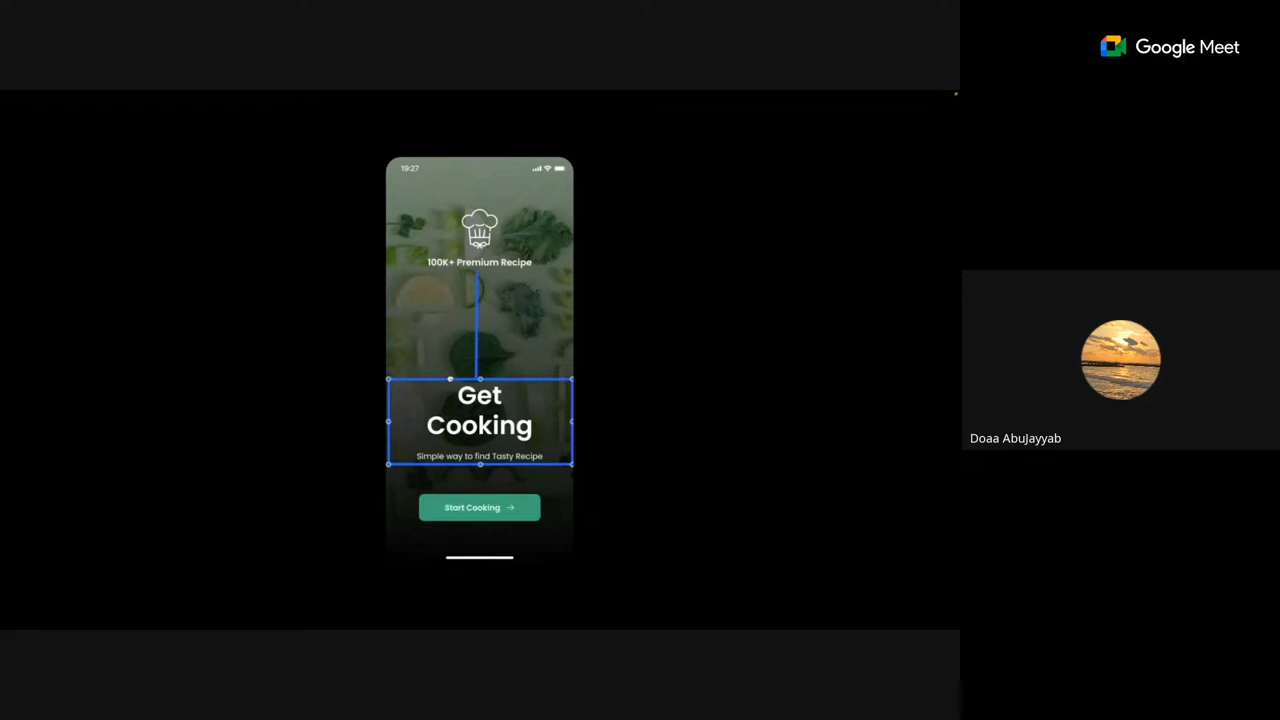 Google Meet
19:27
100K+ Premium Recipe
Get
Cooking
Simple way to find Tasty Recipe
Start Cooking →
Doaa AbuJayyab